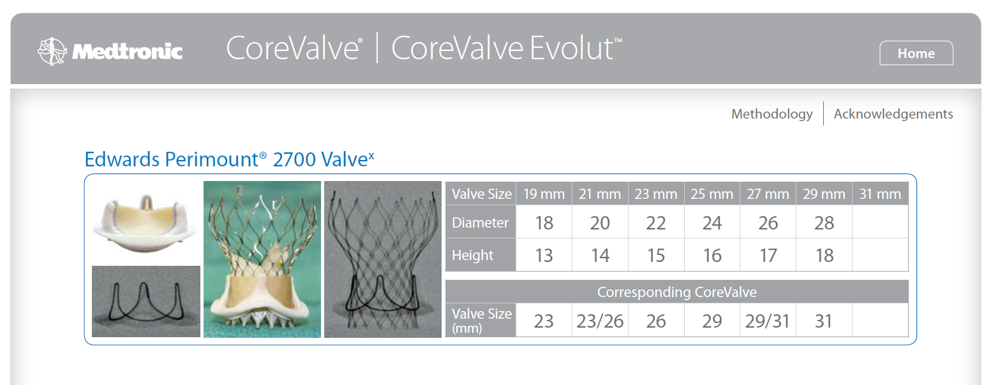 Medtronic
CoreValve® | CoreValve Evolut™
Home
Methodology | Acknowledgements
Edwards Perimount® 2700 Valveˣ
Valve Size 19 mm 21 mm 23 mm 25 mm 27 mm 29 mm 31 mm
Diameter 18 20 22 24 26 28
Height 13 14 15 16 17 18
Corresponding CoreValve
Valve Size
(mm) 23 23/26 26 29 29/31 31